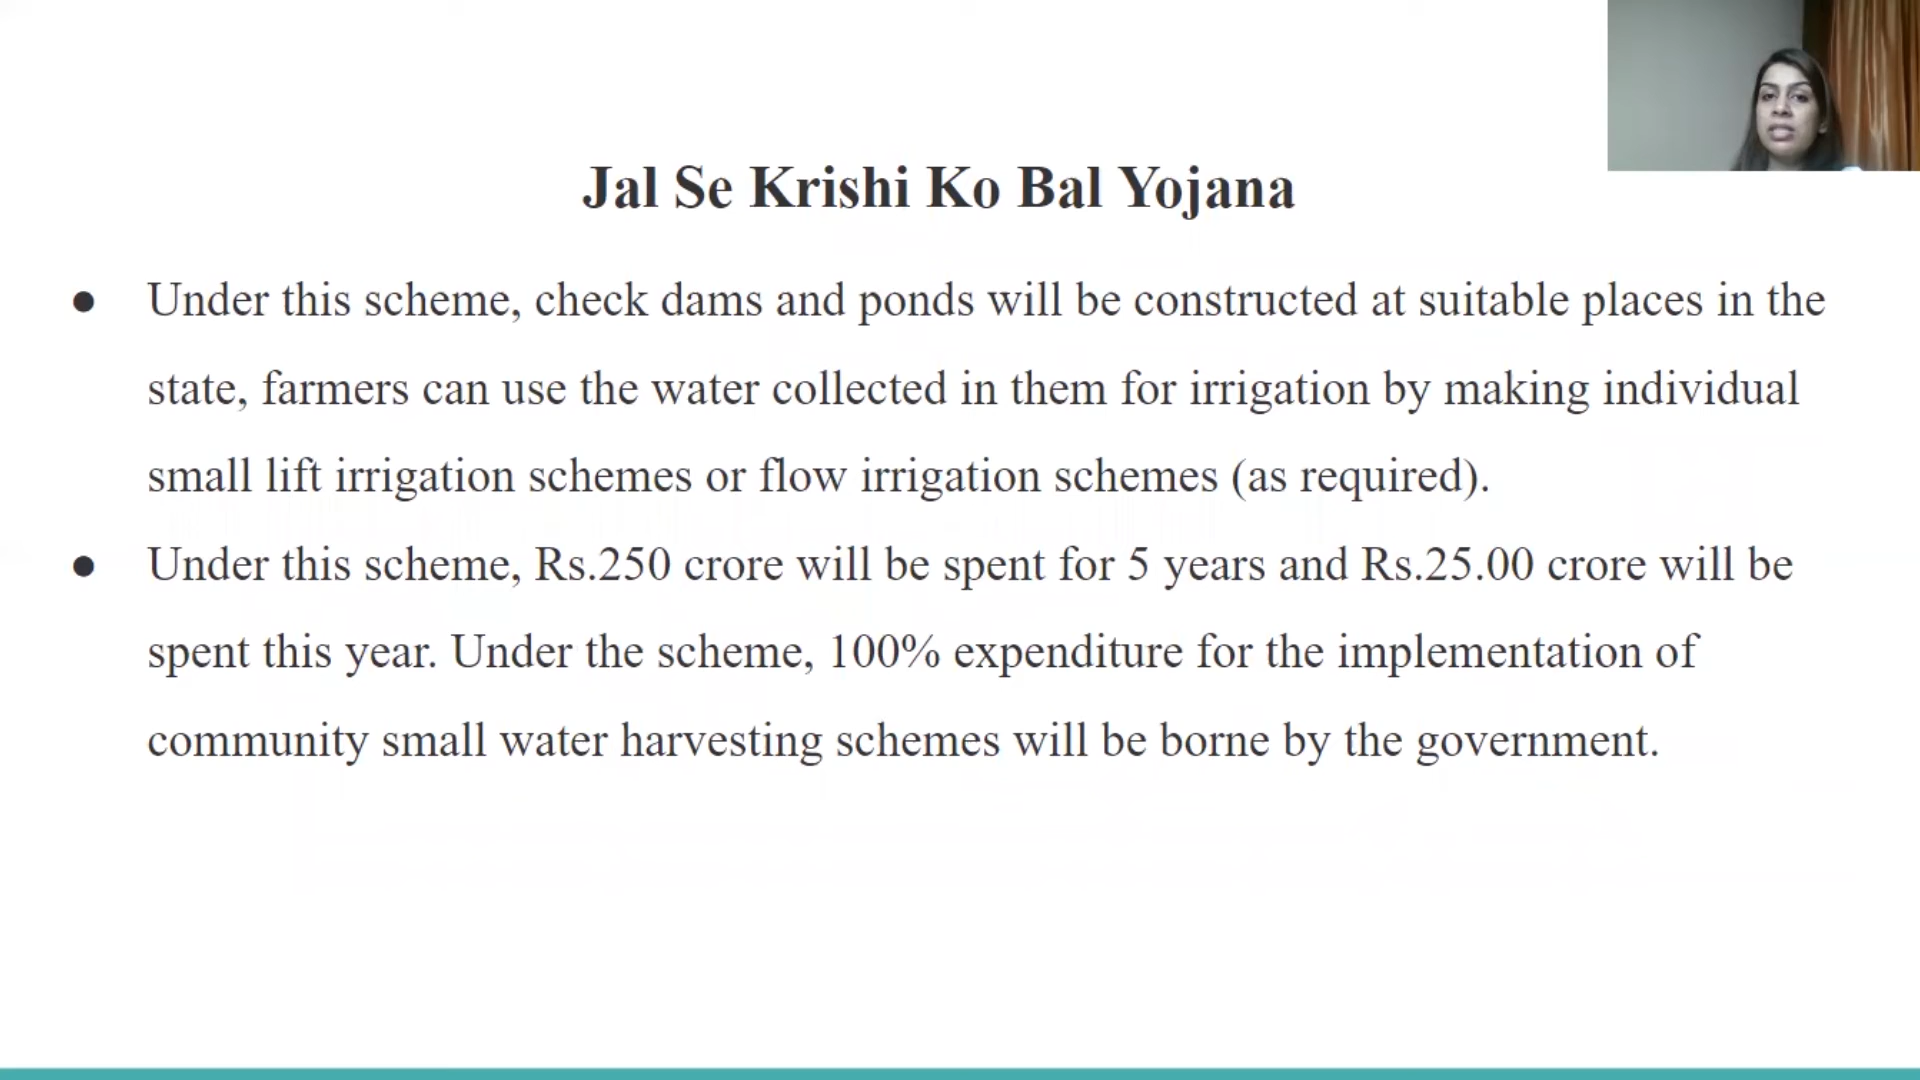 Jal Se Krishi Ko Bal Yojana
● Under this scheme, check dams and ponds will be constructed at suitable places in the
state, farmers can use the water collected in them for irrigation by making individual
small lift irrigation schemes or flow irrigation schemes (as required).
● Under this scheme, Rs.250 crore will be spent for 5 years and Rs.25.00 crore will be
spent this year. Under the scheme, 100% expenditure for the implementation of
community small water harvesting schemes will be borne by the government.